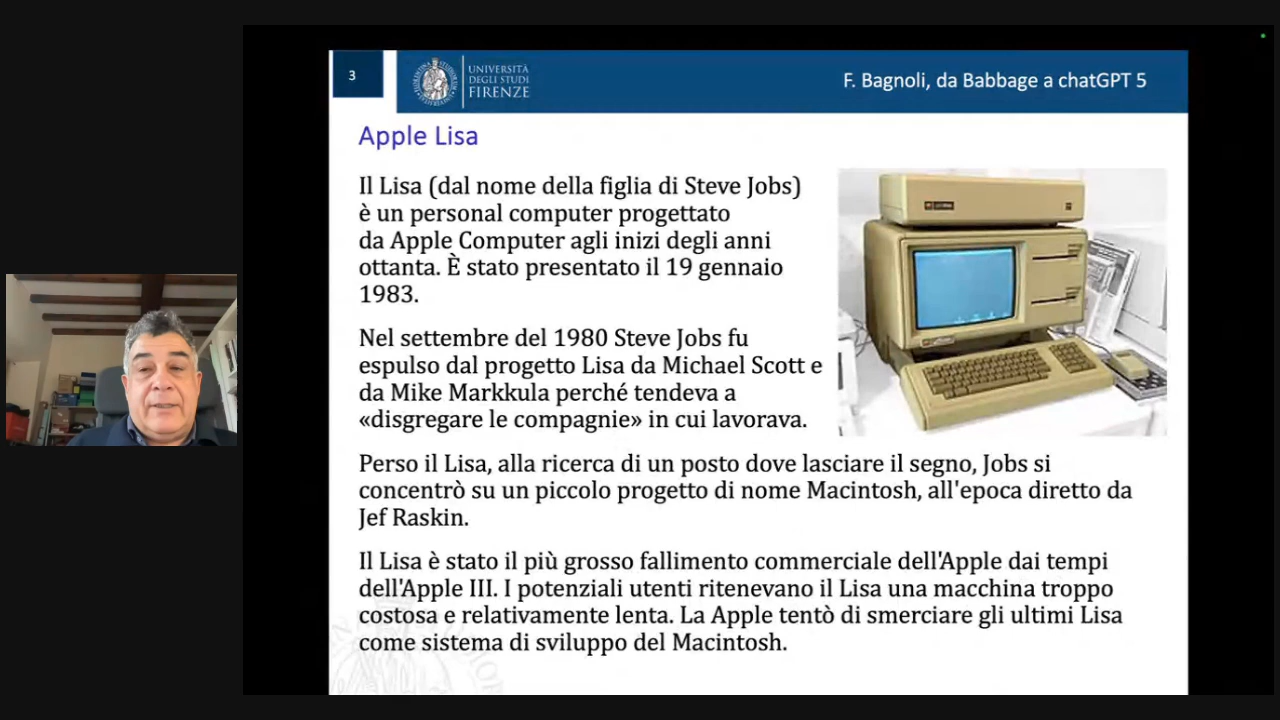 3
UNIVERSITÀ
DEGLI STUDI
FIRENZE
F. Bagnoli, da Babbage a chatGPT 5
Apple Lisa
Il Lisa (dal nome della figlia di Steve Jobs)
è un personal computer progettato
da Apple Computer agli inizi degli anni
ottanta. È stato presentato il 19 gennaio
1983.
Nel settembre del 1980 Steve Jobs fu
espulso dal progetto Lisa da Michael Scott e
da Mike Markkula perché tendeva a
«disgregare le compagnie» in cui lavorava.
Perso il Lisa, alla ricerca di un posto dove lasciare il segno, Jobs si
concentrò su un piccolo progetto di nome Macintosh, all'epoca diretto da
Jef Raskin.
Il Lisa è stato il più grosso fallimento commerciale dell'Apple dai tempi
dell'Apple III. I potenziali utenti ritenevano il Lisa una macchina troppo
costosa e relativamente lenta. La Apple tentò di smerciare gli ultimi Lisa
come sistema di sviluppo del Macintosh.